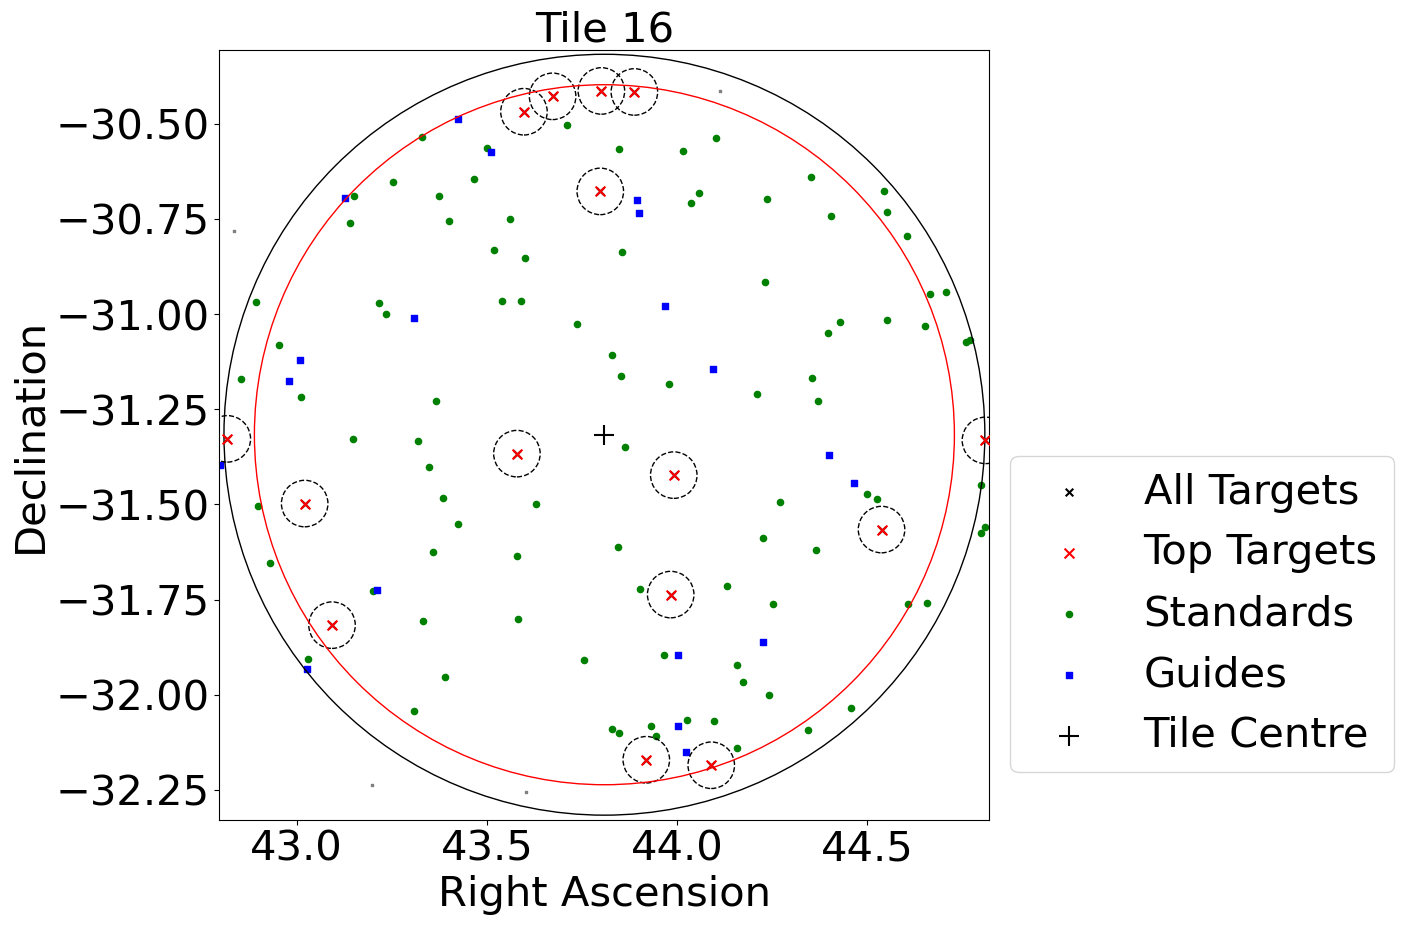 Tile 16
Declination
−30.50
−30.75
−31.00
−31.25
−31.50
−31.75
−32.00
−32.25
43.0
43.5
44.0
44.5
Right Ascension
All Targets
Top Targets
Standards
Guides
Tile Centre